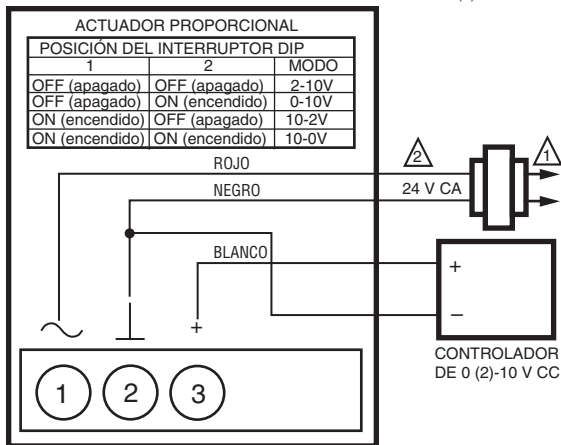 ACTUADOR PROPORCIONAL
POSICIÓN DEL INTERRUPTOR DIP
1 2 MODO
OFF (apagado) OFF (apagado) 2-10V
OFF (apagado) ON (encendido) 0-10V
ON (encendido) OFF (apagado) 10-2V
ON (encendido) ON (encendido) 10-0V
ROJO
2
1
NEGRO
24 V CA
BLANCO
+
–
+
1 2 3
CONTROLADOR
DE 0 (2)-10 V CC